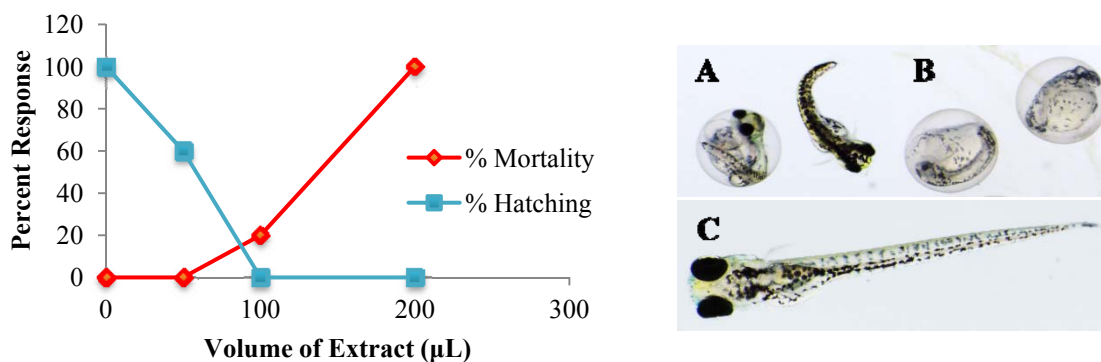 120
100
80
60
40
20
0
0
100
200
300
Percent Response
Volume of Extract (µL)
% Mortality
% Hatching
A
B
C